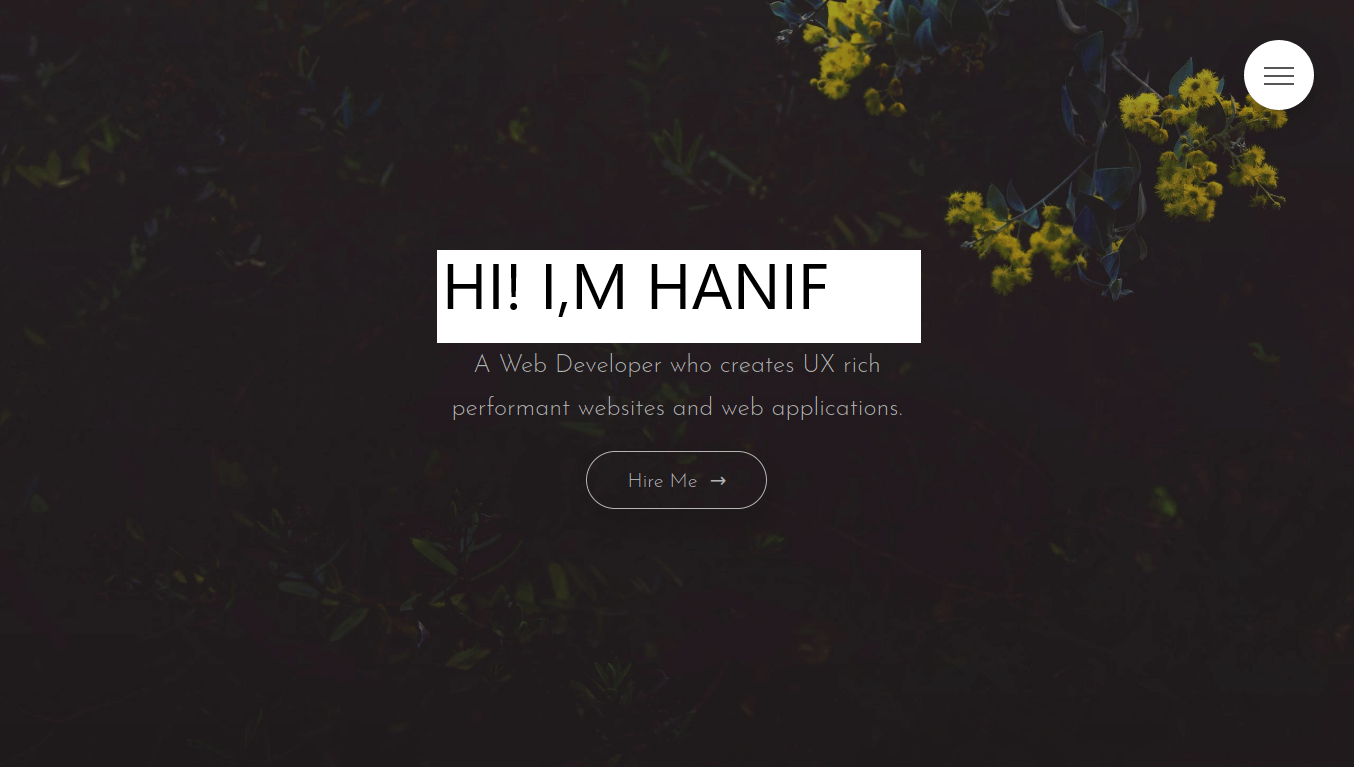 HI! I,M HANIF
A Web Developer who creates UX rich
performant websites and web applications.
Hire Me →